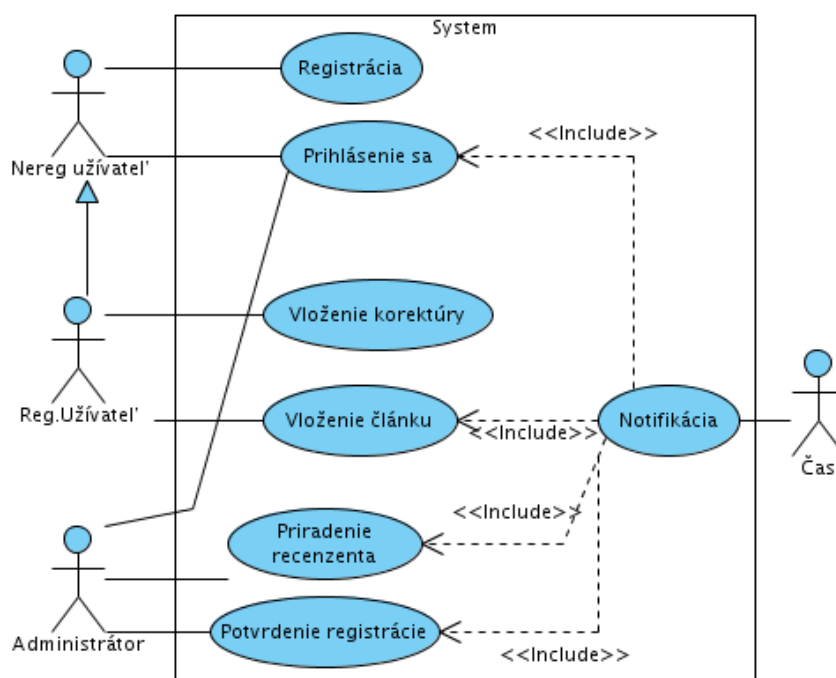 System
Registrácia
<<Include>>
Prihlásenie sa
Nereg užívateľ
Vloženie korektúry
Reg.Užívateľ
Vloženie článku
<<Include>>
Notifikácia
Čas
<<Include>>
Priradenie
recenzenta
Administrátor
Potvrdenie registrácie
<<Include>>